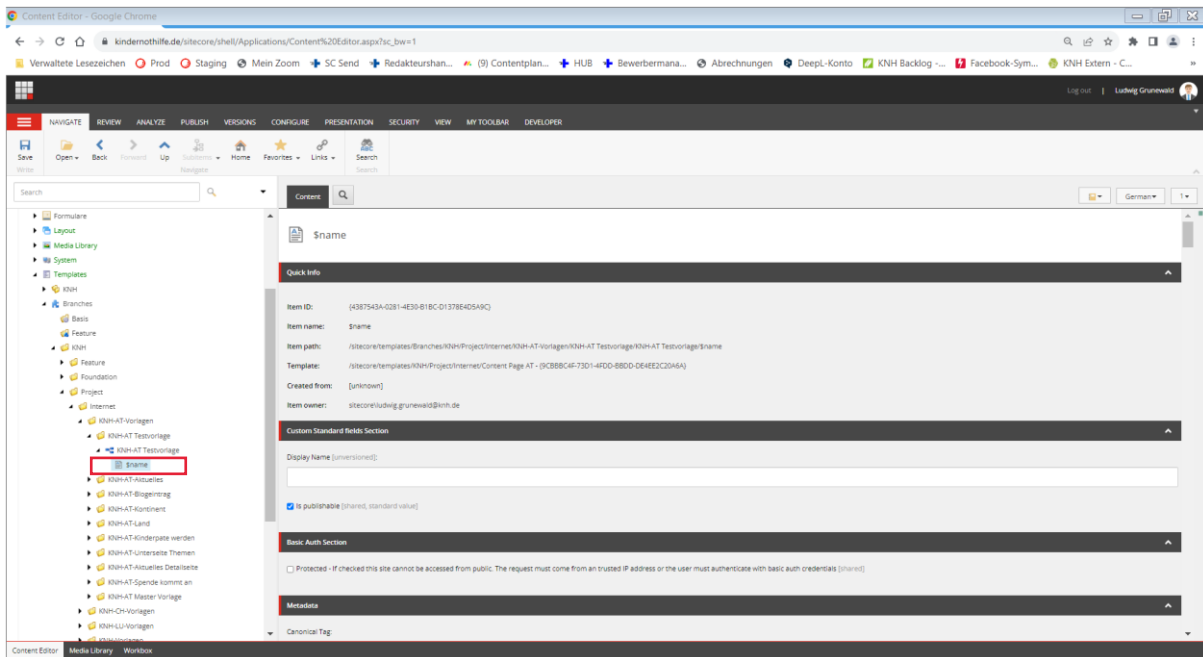 Content Editor - Google Chrome
kindernothilfe.de/sitecore/shell/Applications/Content%20Editor.aspx?sc_bw=1
Verwaltete Lesezeichen Prod Staging Mein Zoom SC Send Redakteurshan... (9) Contentplan... HUB Bewerbermana... Abrechnungen DeepL-Konto KNH Backlog -... Facebook-Sym... KNH Extern - C... »
Log out | Ludwig Grunewald
NAVIGATE REVIEW ANALYZE PUBLISH VERSIONS CONFIGURE PRESENTATION SECURITY VIEW MY TOOLBAR DEVELOPER
Save Open Back Forward Up Subitems Home Favorites Links Search
Write Navigate Search
Search
Content German 1
Formulare
Layout
Media Library
System
Templates
KNH
Branches
Basis
Feature
KNH
Feature
Foundation
Project
Internet
KNH-AT-Vorlagen
KNH-AT Testvorlage
KNH-AT Testvorlage
$name
KNH-AT-Aktuelles
KNH-AT-Blogeintrag
KNH-AT-Kontinent
KNH-AT-Land
KNH-AT-Kinderpate werden
KNH-AT-Unterseite Themen
KNH-AT-Aktuelles Detailseite
KNH-AT-Spende kommt an
KNH-AT Master Vorlage
KNH-CH-Vorlagen
KNH-LU-Vorlagen
KNH-Vorlagen
$name
Quick Info
Item ID: {4387543A-0281-4E30-B1BC-D1378E4D5A9C}
Item name: $name
Item path: /sitecore/templates/Branches/KNH/Project/Internet/KNH-AT-Vorlagen/KNH-AT Testvorlage/KNH-AT Testvorlage/$name
Template: /sitecore/templates/KNH/Project/Internet/Content Page AT - {9CBBBC4F-73D1-4FDD-BBDD-DE4EE2C20A6A}
Created from: [unknown]
Item owner: sitecore\ludwig.grunewald@knh.de
Custom Standard fields Section
Display Name [unversioned]:
Is publishable [shared, standard value]
Basic Auth Section
Protected - If checked this site cannot be accessed from public. The request must come from an trusted IP address or the user must authenticate with basic auth credentials [shared]
Metadata
Canonical Tag:
Content Editor Media Library Workbox